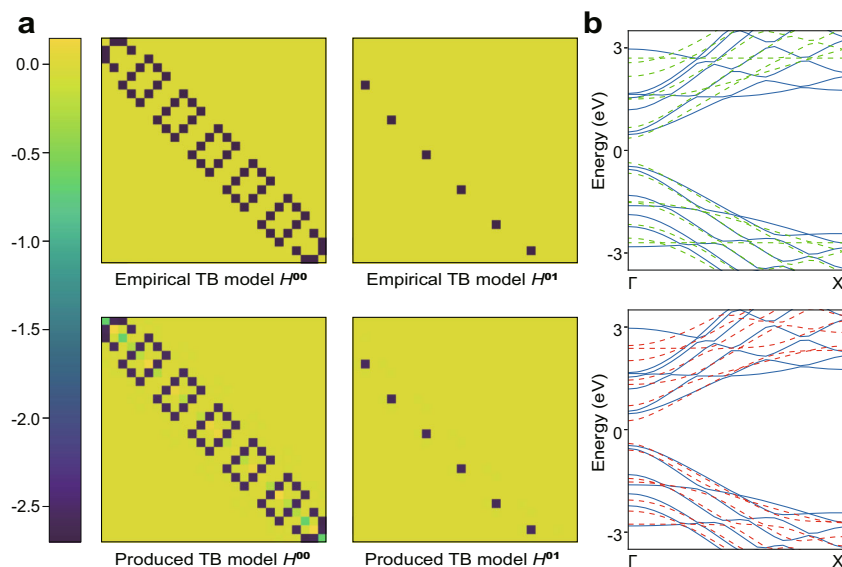 a
b
0.0
-0.5
-1.0
-1.5
-2.0
-2.5
Empirical TB model H⁰⁰
Empirical TB model H⁰¹
Produced TB model H⁰⁰
Produced TB model H⁰¹
Energy (eV)
3
0
-3
Γ X
Energy (eV)
3
0
-3
Γ X